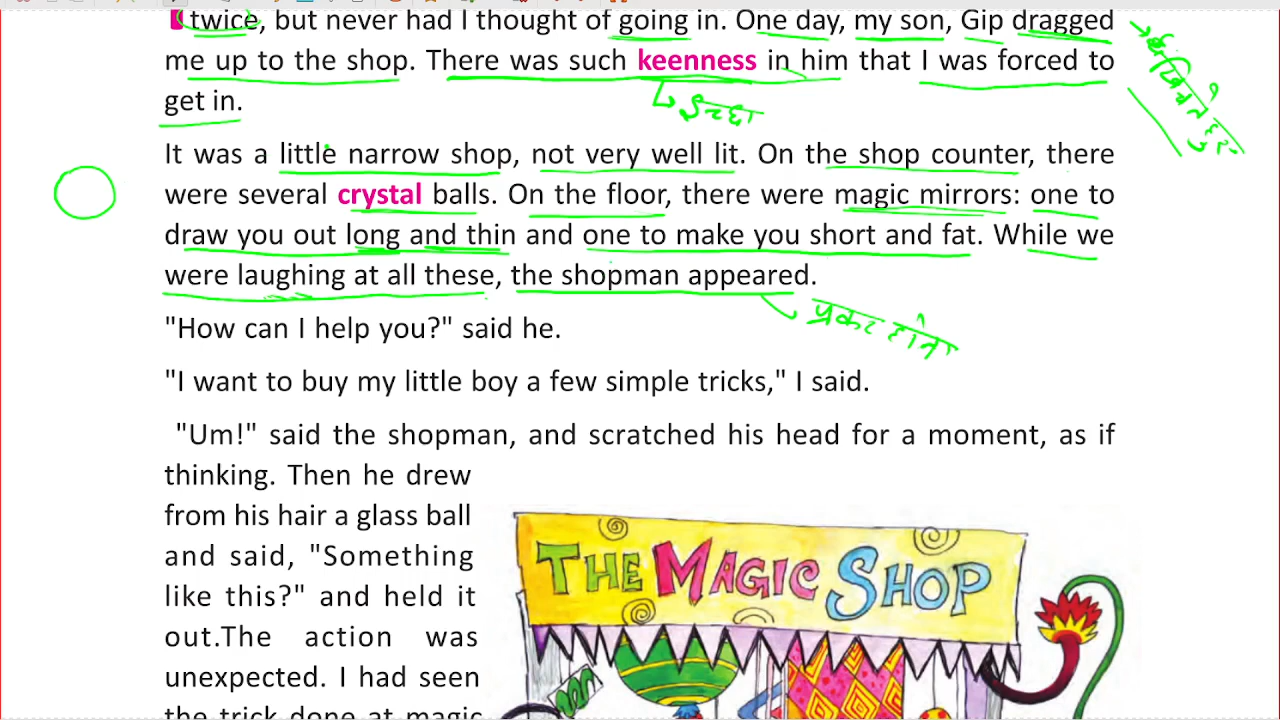 twice, but never had I thought of going in. One day, my son, Gip dragged
me up to the shop. There was such keenness in him that I was forced to
get in.
इच्छा
It was a little narrow shop, not very well lit. On the shop counter, there
were several crystal balls. On the floor, there were magic mirrors: one to
draw you out long and thin and one to make you short and fat. While we
were laughing at all these, the shopman appeared.
प्रकट होना
"How can I help you?" said he.
"I want to buy my little boy a few simple tricks," I said.
"Um!" said the shopman, and scratched his head for a moment, as if
thinking. Then he drew
from his hair a glass ball
and said, "Something
like this?" and held it
out.The action was
unexpected. I had seen
the trick done at magic
THE MAGIC SHOP